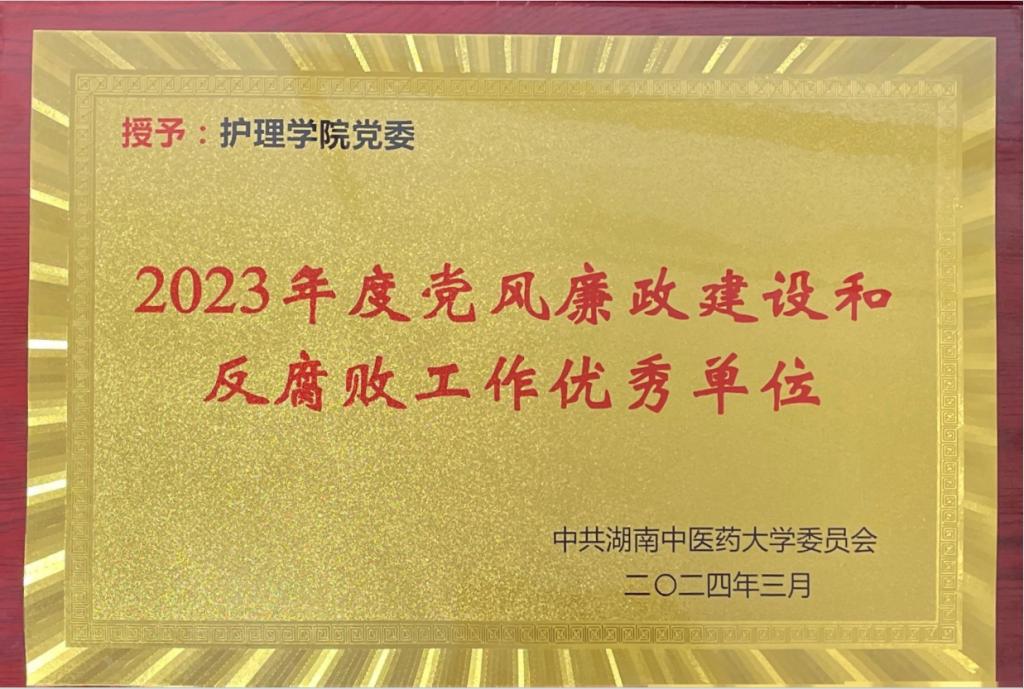 授予：护理学院党委
2023年度党风廉政建设和
反腐败工作优秀单位
中共湖南中医药大学委员会
二〇二四年三月